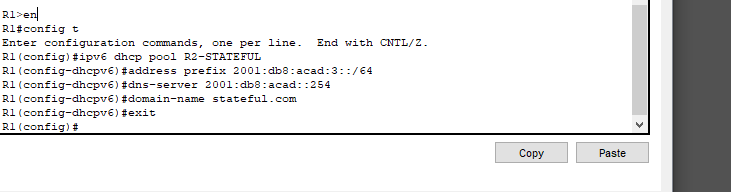 R1>en
R1#config t
Enter configuration commands, one per line.  End with CNTL/Z.
R1(config)#ipv6 dhcp pool R2-STATEFUL
R1(config-dhcpv6)#address prefix 2001:db8:acad:3::/64
R1(config-dhcpv6)#dns-server 2001:db8:acad::254
R1(config-dhcpv6)#domain-name stateful.com
R1(config-dhcpv6)#exit
R1(config)#
Copy
Paste